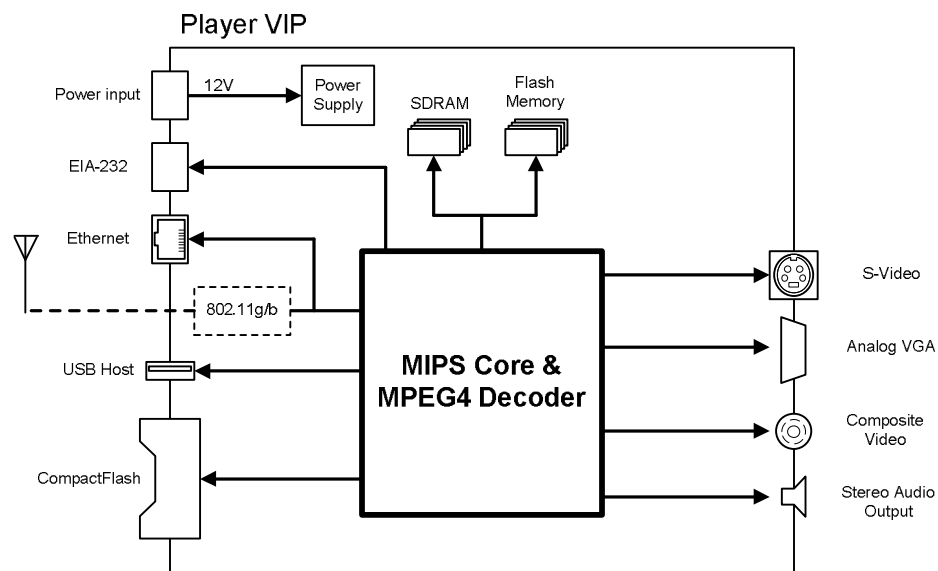 Player VIP
Power input
12V
Power
Supply
SDRAM
Flash
Memory
EIA-232
Ethernet
802.11g/b
USB Host
CompactFlash
MIPS Core &
MPEG4 Decoder
S-Video
Analog VGA
Composite
Video
Stereo Audio
Output